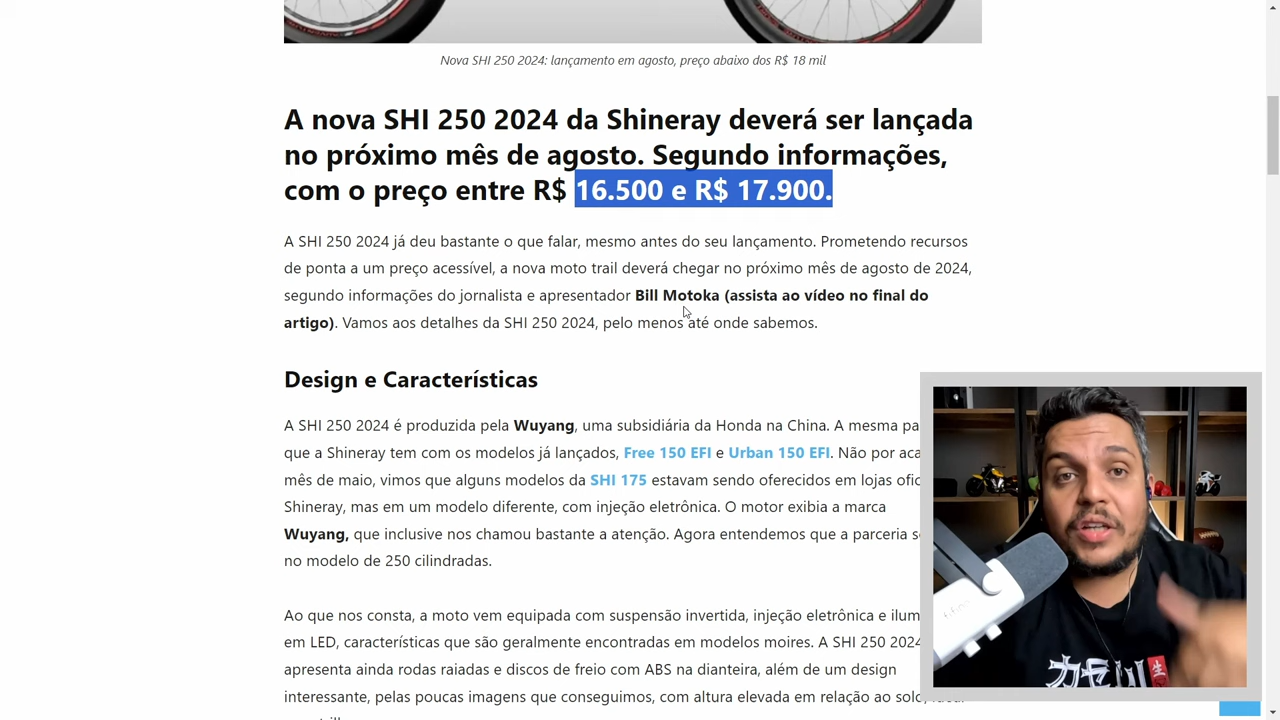 Nova SHI 250 2024: lançamento em agosto, preço abaixo dos R$ 18 mil
A nova SHI 250 2024 da Shineray deverá ser lançada
no próximo mês de agosto. Segundo informações,
com o preço entre R$ 16.500 e R$ 17.900.
A SHI 250 2024 já deu bastante o que falar, mesmo antes do seu lançamento. Prometendo recursos
de ponta a um preço acessível, a nova moto trail deverá chegar no próximo mês de agosto de 2024,
segundo informações do jornalista e apresentador Bill Motoka (assista ao vídeo no final do
artigo). Vamos aos detalhes da SHI 250 2024, pelo menos até onde sabemos.
Design e Características
A SHI 250 2024 é produzida pela Wuyang, uma subsidiária da Honda na China. A mesma pa
que a Shineray tem com os modelos já lançados, Free 150 EFI e Urban 150 EFI. Não por aca
mês de maio, vimos que alguns modelos da SHI 175 estavam sendo oferecidos em lojas ofic
Shineray, mas em um modelo diferente, com injeção eletrônica. O motor exibia a marca
Wuyang, que inclusive nos chamou bastante a atenção. Agora entendemos que a parceria s
no modelo de 250 cilindradas.
Ao que nos consta, a moto vem equipada com suspensão invertida, injeção eletrônica e ilum
em LED, características que são geralmente encontradas em modelos moires. A SHI 250 2024
apresenta ainda rodas raiadas e discos de freio com ABS na dianteira, além de um design
interessante, pelas poucas imagens que conseguimos, com altura elevada em relação ao solo,